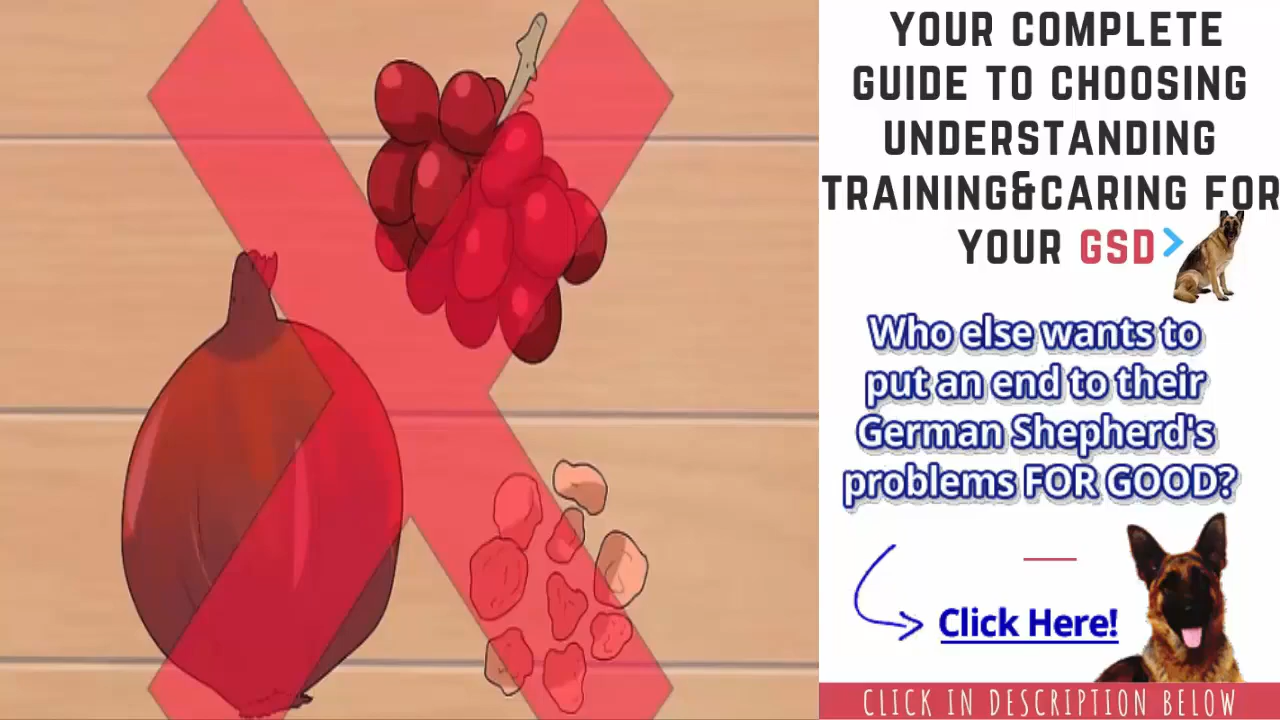 YOUR COMPLETE
GUIDE TO CHOOSING
UNDERSTANDING
TRAINING&CARING FOR
YOUR GSD>
Who else wants to
put an end to their
German Shepherd's
problems FOR GOOD?
Click Here!
CLICK IN DESCRIPTION BELOW